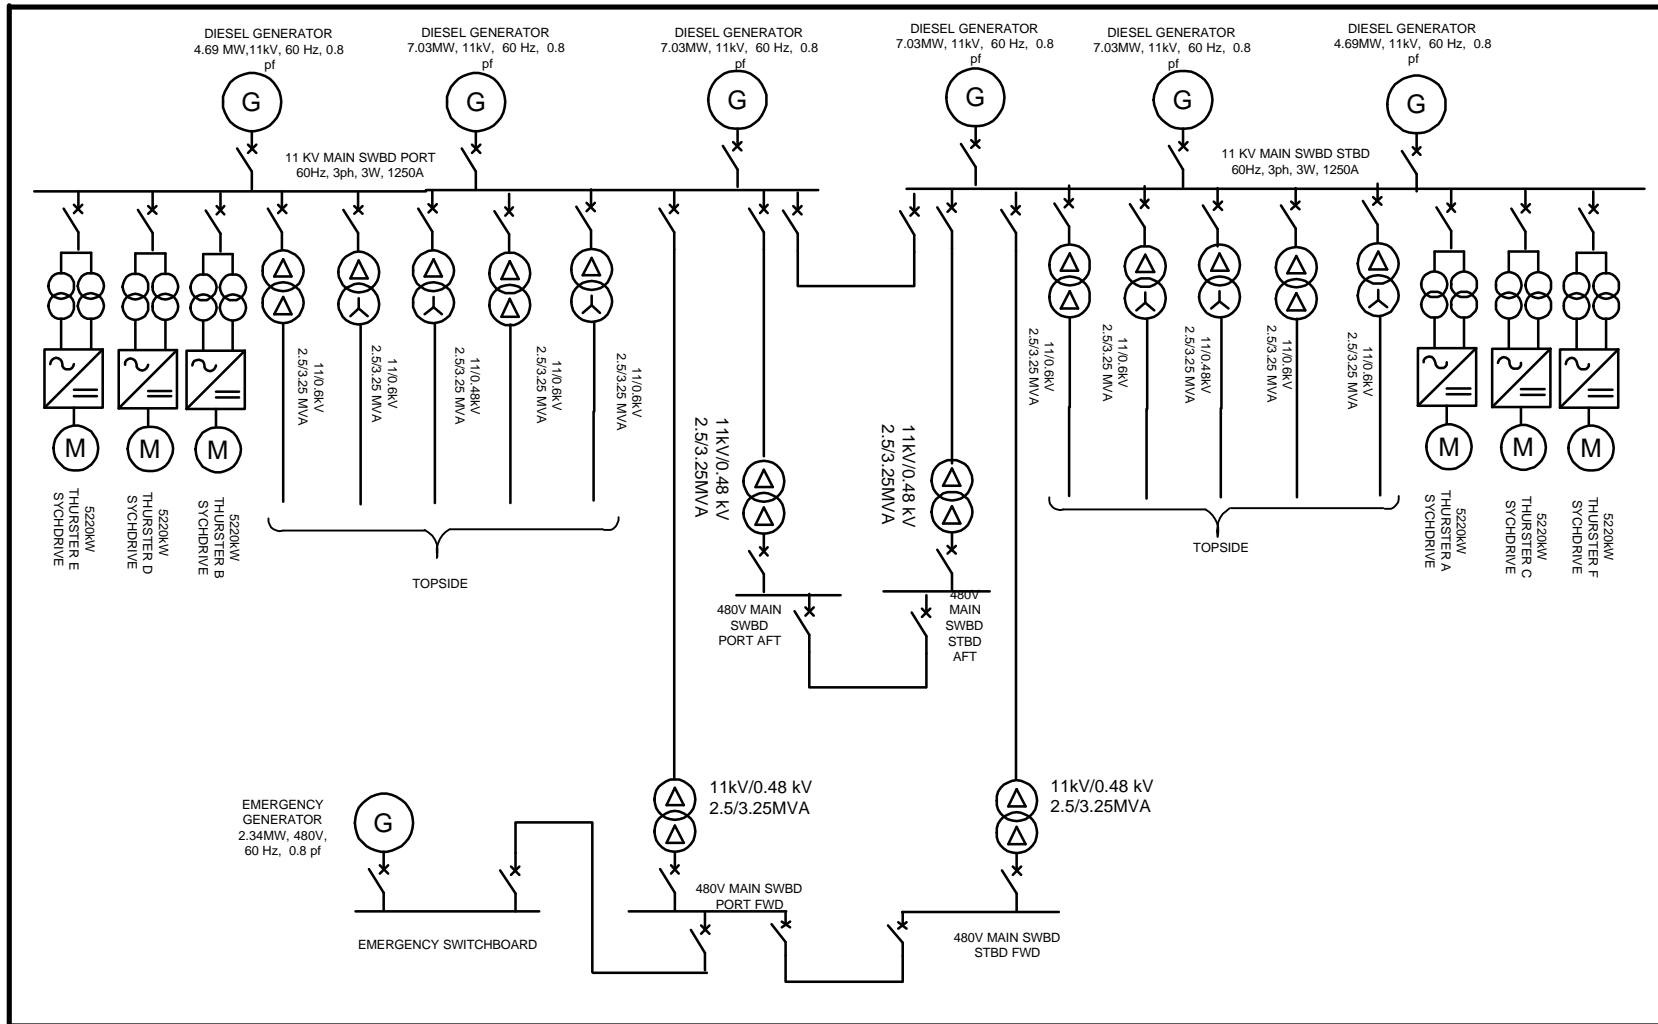 DIESEL GENERATOR
4.69 MW,11kV, 60 Hz, 0.8
pf
DIESEL GENERATOR
7.03MW, 11kV, 60 Hz, 0.8
pf
DIESEL GENERATOR
7.03MW, 11kV, 60 Hz, 0.8
pf
DIESEL GENERATOR
7.03MW, 11kV, 60 Hz, 0.8
pf
DIESEL GENERATOR
7.03MW, 11kV, 60 Hz, 0.8
pf
DIESEL GENERATOR
4.69MW, 11kV, 60 Hz, 0.8
pf
G
G
G
G
G
G
11 KV MAIN SWBD PORT
60Hz, 3ph, 3W, 1250A
11 KV MAIN SWBD STBD
60Hz, 3ph, 3W, 1250A
11/0.6kV
2.5/3.25 MVA
11/0.6kV
2.5/3.25 MVA
11/0.48kV
2.5/3.25 MVA
11/0.6kV
2.5/3.25 MVA
11/0.6kV
2.5/3.25 MVA
11kV/0.48 kV
2.5/3.25MVA
11kV/0.48 kV
2.5/3.25MVA
11/0.6kV
2.5/3.25 MVA
11/0.6kV
2.5/3.25 MVA
11/0.48kV
2.5/3.25 MVA
11/0.6kV
2.5/3.25 MVA
11/0.6kV
2.5/3.25 MVA
M
M
M
M
M
M
5220kW
THURSTER E
SYCHDRIVE
5220kW
THURSTER D
SYCHDRIVE
5220kW
THURSTER B
SYCHDRIVE
TOPSIDE
TOPSIDE
5220kW
THURSTER A
SYCHDRIVE
5220kW
THURSTER C
SYCHDRIVE
5220kW
THURSTER F
SYCHDRIVE
480V MAIN
SWBD
PORT AFT
480V
MAIN
SWBD
STBD
AFT
11kV/0.48 kV
2.5/3.25MVA
11kV/0.48 kV
2.5/3.25MVA
EMERGENCY
GENERATOR
2.34MW, 480V,
60 Hz, 0.8 pf
G
480V MAIN SWBD
PORT FWD
EMERGENCY SWITCHBOARD
480V MAIN SWBD
STBD FWD